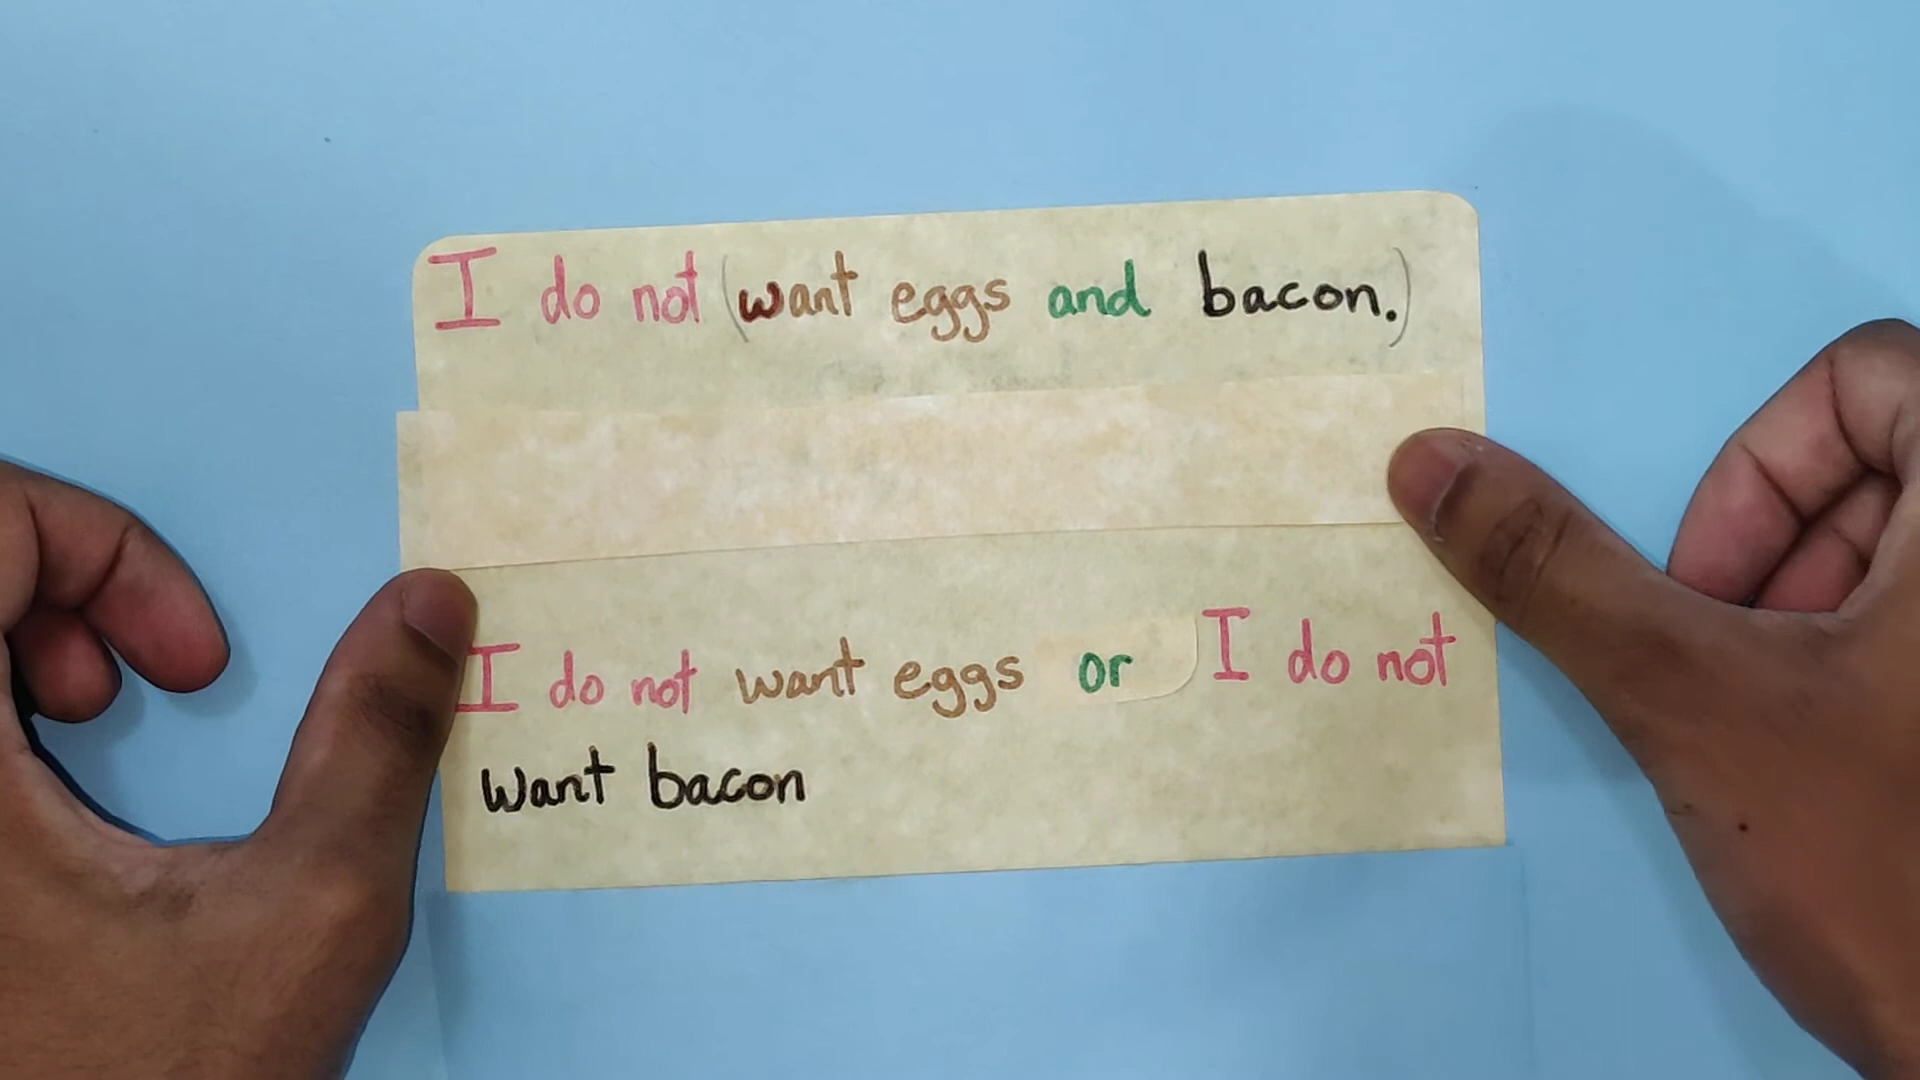 I do not (want eggs and bacon.)
I do not want eggs or I do not
want bacon